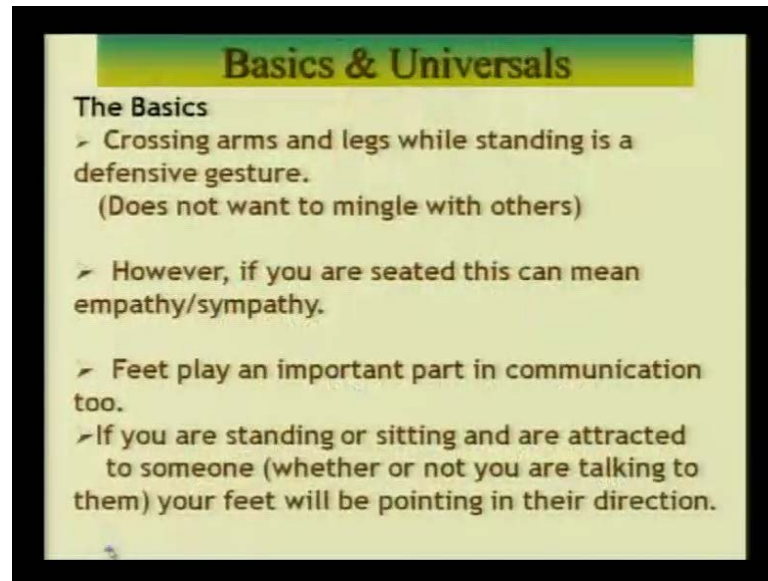 Basics & Universals
The Basics
➢ Crossing arms and legs while standing is a
defensive gesture.
(Does not want to mingle with others)
➢ However, if you are seated this can mean
empathy/sympathy.
➢ Feet play an important part in communication
too.
➢If you are standing or sitting and are attracted
to someone (whether or not you are talking to
them) your feet will be pointing in their direction.